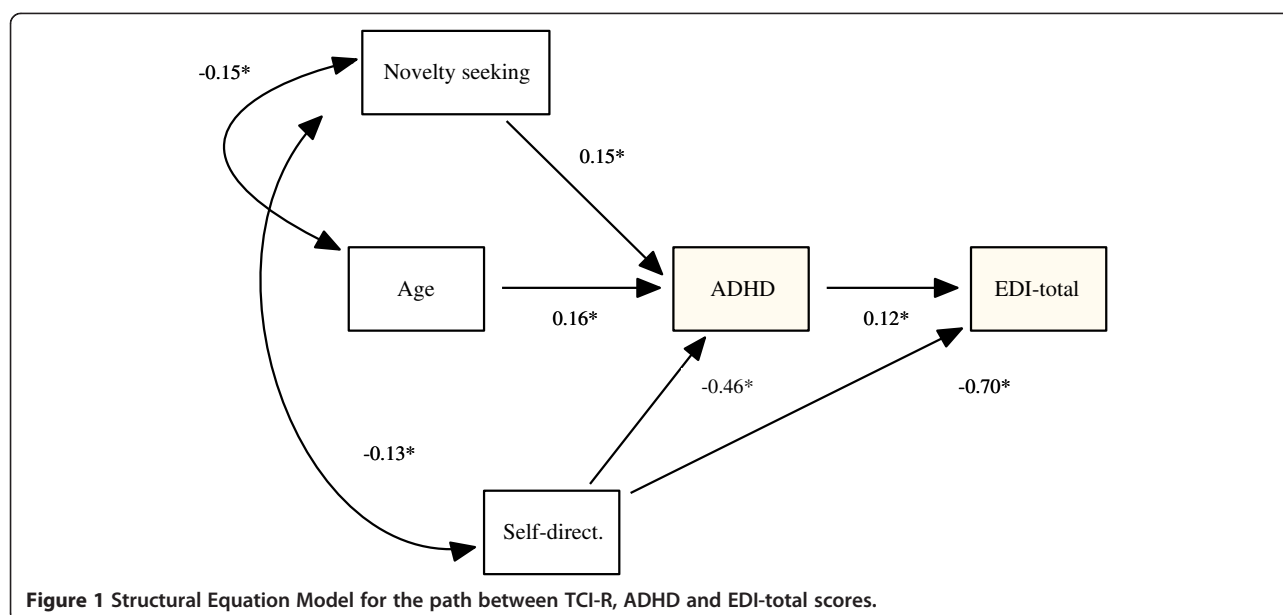 Novelty seeking
-0.15*
0.15*
Age
ADHD
EDI-total
0.16*
0.12*
-0.46*
-0.70*
-0.13*
Self-direct.
Figure 1 Structural Equation Model for the path between TCI-R, ADHD and EDI-total scores.